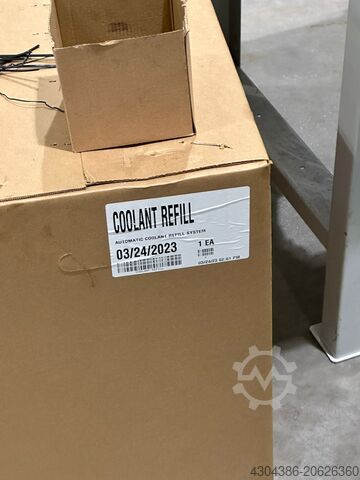 COOLANT REFILL
AUTOMATIC COOLANT REFILL SYSTEM
03/24/2023
1 EA
4304386-20626360